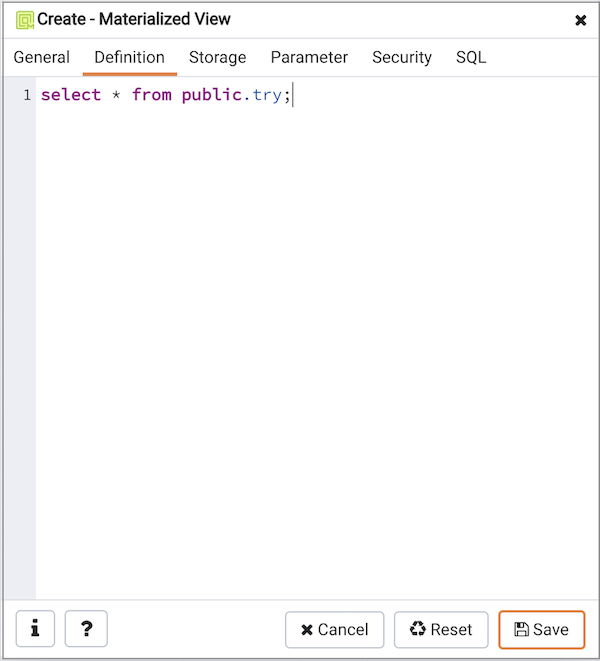 Create - Materialized View
General Definition Storage Parameter Security SQL
1 select * from public.try;
i ? Cancel Reset Save